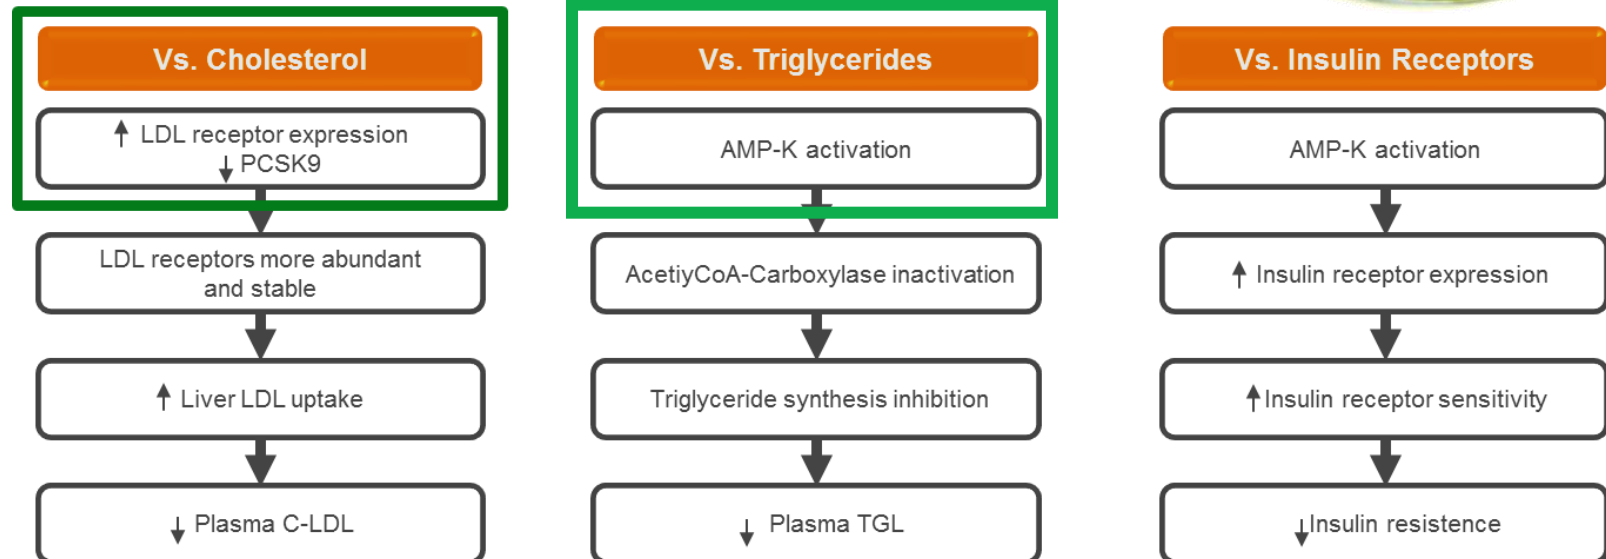 Vs. Cholesterol
↑ LDL receptor expression
↓ PCSK9
LDL receptors more abundant
and stable
↑ Liver LDL uptake
↓ Plasma C-LDL
Vs. Triglycerides
AMP-K activation
AcetiyCoA-Carboxylase inactivation
Triglyceride synthesis inhibition
↓ Plasma TGL
Vs. Insulin Receptors
AMP-K activation
↑ Insulin receptor expression
↑ Insulin receptor sensitivity
↓ Insulin resistence